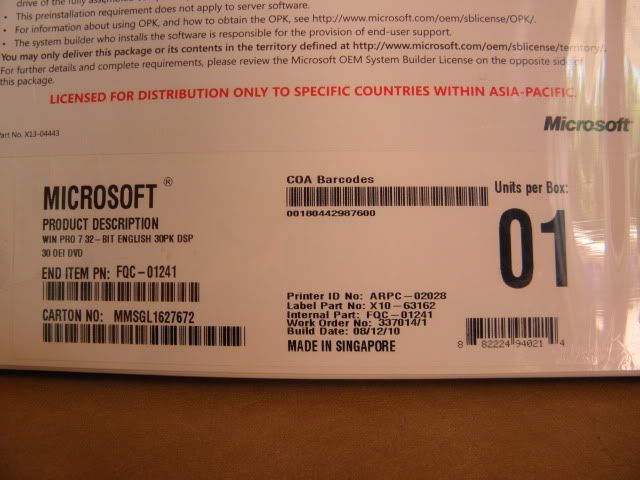 drive of the fully assembled
• This preinstallation requirement does not apply to server software.
• For information about using OPK, and how to obtain the OPK, see http://www.microsoft.com/oem/sblicense/OPK/.
• The system builder who installs the software is responsible for the provision of end-user support.
You may only deliver this package or its contents in the territory defined at http://www.microsoft.com/oem/sblicense/territory/.
For further details and complete requirements, please review the Microsoft OEM System Builder License on the opposite side of
this package.
LICENSED FOR DISTRIBUTION ONLY TO SPECIFIC COUNTRIES WITHIN ASIA-PACIFIC.
Part No. X13-04443
Microsoft
MICROSOFT ®
PRODUCT DESCRIPTION
WIN PRO 7 32-BIT ENGLISH 30PK DSP
30 OEI DVD
END ITEM PN: FQC-01241
CARTON NO: MMSGL1627672
COA Barcodes
00180442987600
Units per Box:
01
Printer ID No: ARPC-02028
Label Part No: X10-63162
Internal Part: FQC-01241
Work Order No: 337014/1
Build Date: 08/12/10
MADE IN SINGAPORE
8 82224 94021 4